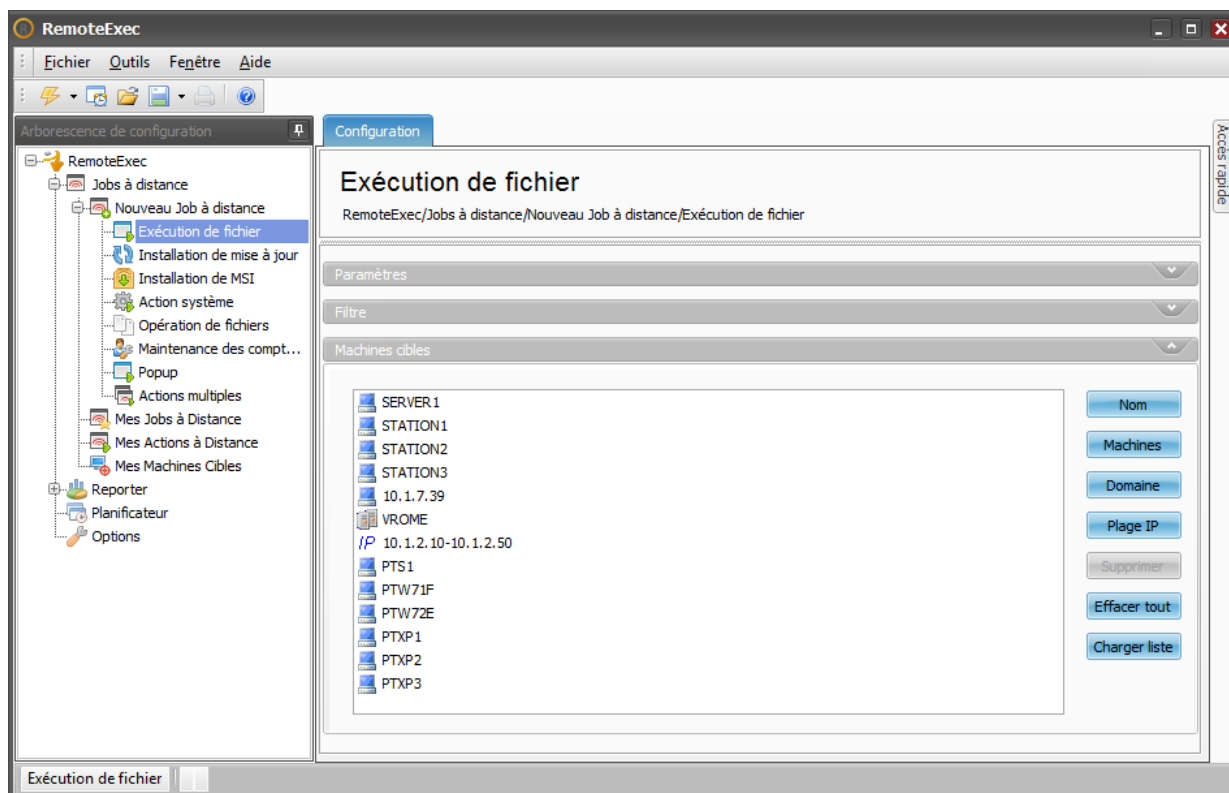 RemoteExec
Fichier Outils Fenêtre Aide
Arborescence de configuration
RemoteExec
Jobs à distance
Nouveau Job à distance
Exécution de fichier
Installation de mise à jour
Installation de MSI
Action système
Opération de fichiers
Maintenance des compt...
Popup
Actions multiples
Mes Jobs à Distance
Mes Actions à Distance
Mes Machines Cibles
Reporter
Planificateur
Options
Configuration
Exécution de fichier
RemoteExec/Jobs à distance/Nouveau Job à distance/Exécution de fichier
Paramètres
Filtre
Machines cibles
SERVER1
STATION1
STATION2
STATION3
10.1.7.39
VROME
IP 10.1.2.10-10.1.2.50
PTS1
PTW71F
PTW72E
PTXP1
PTXP2
PTXP3
Nom
Machines
Domaine
Plage IP
Supprimer
Effacer tout
Charger liste
Accès rapide
Exécution de fichier